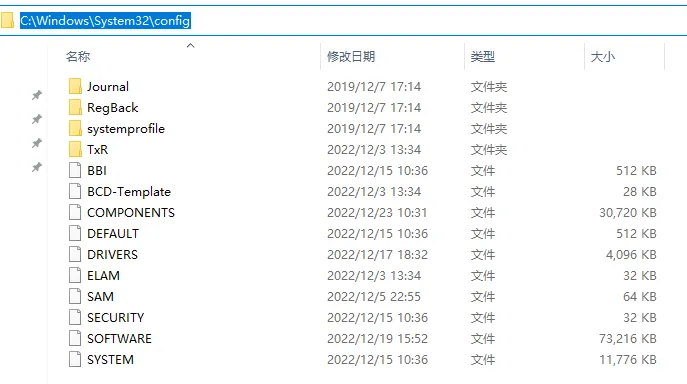 C:\Windows\System32\config
名称 修改日期 类型 大小
Journal 2019/12/7 17:14 文件夹
RegBack 2019/12/7 17:14 文件夹
systemprofile 2019/12/7 17:14 文件夹
TxR 2022/12/3 13:34 文件夹
BBI 2022/12/15 10:36 文件 512 KB
BCD-Template 2022/12/3 13:34 文件 28 KB
COMPONENTS 2022/12/23 10:31 文件 30,720 KB
DEFAULT 2022/12/15 10:36 文件 512 KB
DRIVERS 2022/12/17 18:32 文件 4,096 KB
ELAM 2022/12/3 13:34 文件 32 KB
SAM 2022/12/5 22:55 文件 64 KB
SECURITY 2022/12/15 10:36 文件 32 KB
SOFTWARE 2022/12/19 15:52 文件 73,216 KB
SYSTEM 2022/12/15 10:36 文件 11,776 KB